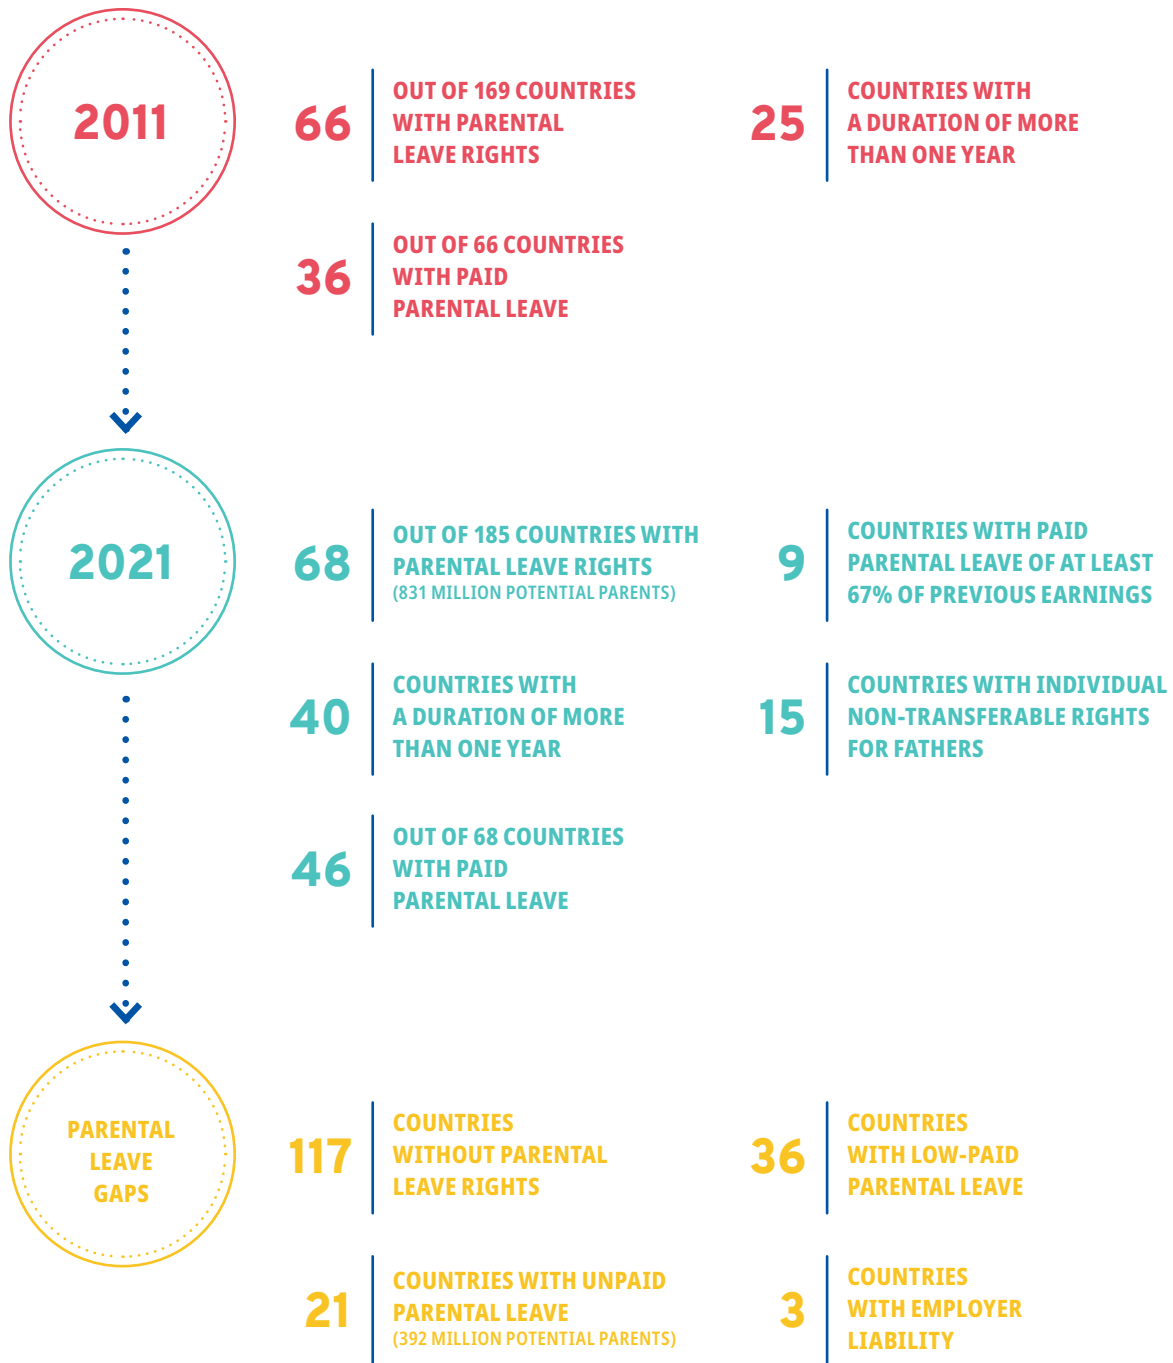 2011
66
OUT OF 169 COUNTRIES
WITH PARENTAL
LEAVE RIGHTS
25
COUNTRIES WITH
A DURATION OF MORE
THAN ONE YEAR
36
OUT OF 66 COUNTRIES
WITH PAID
PARENTAL LEAVE
2021
68
OUT OF 185 COUNTRIES WITH
PARENTAL LEAVE RIGHTS
(831 MILLION POTENTIAL PARENTS)
9
COUNTRIES WITH PAID
PARENTAL LEAVE OF AT LEAST
67% OF PREVIOUS EARNINGS
40
COUNTRIES WITH
A DURATION OF MORE
THAN ONE YEAR
15
COUNTRIES WITH INDIVIDUAL
NON-TRANSFERABLE RIGHTS
FOR FATHERS
46
OUT OF 68 COUNTRIES
WITH PAID
PARENTAL LEAVE
PARENTAL
LEAVE
GAPS
117
COUNTRIES
WITHOUT PARENTAL
LEAVE RIGHTS
36
COUNTRIES
WITH LOW-PAID
PARENTAL LEAVE
21
COUNTRIES WITH UNPAID
PARENTAL LEAVE
(392 MILLION POTENTIAL PARENTS)
3
COUNTRIES
WITH EMPLOYER
LIABILITY